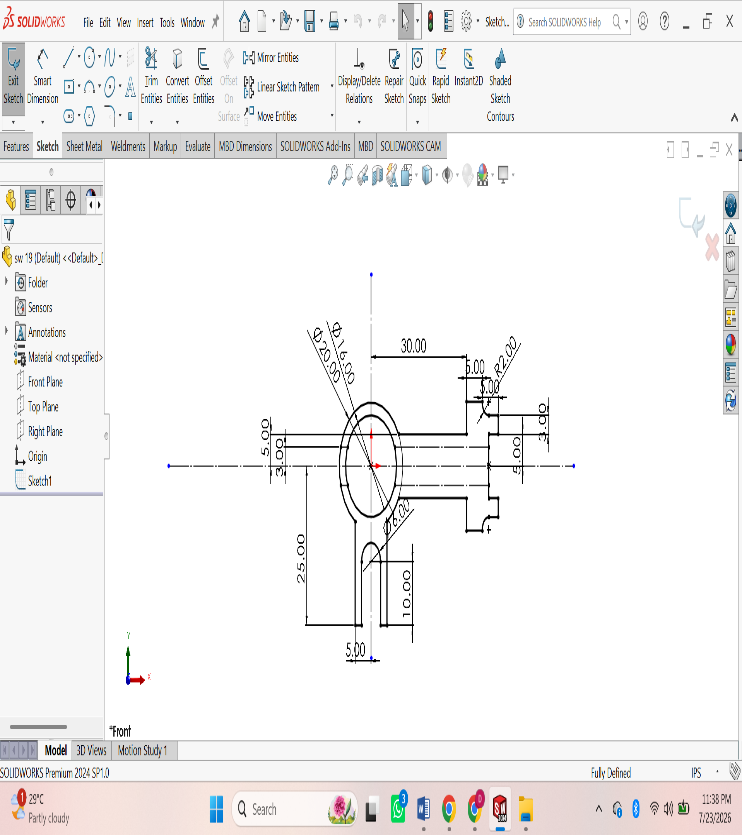 SOLIDWORKS File Edit View Insert Tools Window Sketch... Search SOLIDWORKS Help
Exit Sketch
Smart Dimension
Trim Entities
Convert Entities
Offset Entities
Offset On Surface
Mirror Entities
Linear Sketch Pattern
Move Entities
Display/Delete Relations
Repair Sketch
Quick Snaps
Rapid Sketch
Instant2D
Shaded Sketch Contours
Features Sketch Sheet Metal Weldments Markup Evaluate MBD Dimensions SOLIDWORKS Add-Ins MBD SOLIDWORKS CAM
sw 19 (Default) <<Default>_D
Folder
Sensors
Annotations
Material <not specified>
Front Plane
Top Plane
Right Plane
Origin
Sketch1
Φ20.00
Φ16.00
30.00
5.00
R2.00
5.00
3.00
5.00
5.00
3.00
Φ6.00
25.00
10.00
5.00
Y
X
*Front
Model 3D Views Motion Study 1
SOLIDWORKS Premium 2024 SP1.0 Fully Defined IPS
1
29°C
Partly cloudy
Search
3
11:38 PM
7/23/2026